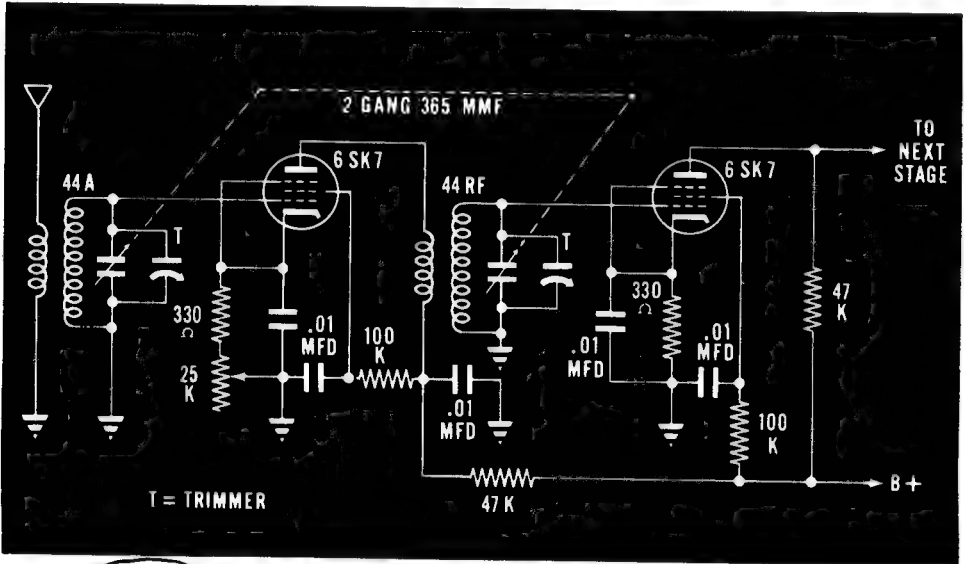 2 GANG 365 MMF
TO
NEXT
STAGE
6 SK7
6 SK7
44A
44 RF
T
T
330
Ω
.01
MFD
100
K
25
K
.01
MFD
330
Ω
.01
MFD
.01
MFD
47
K
100
K
47 K
B +
T = TRIMMER